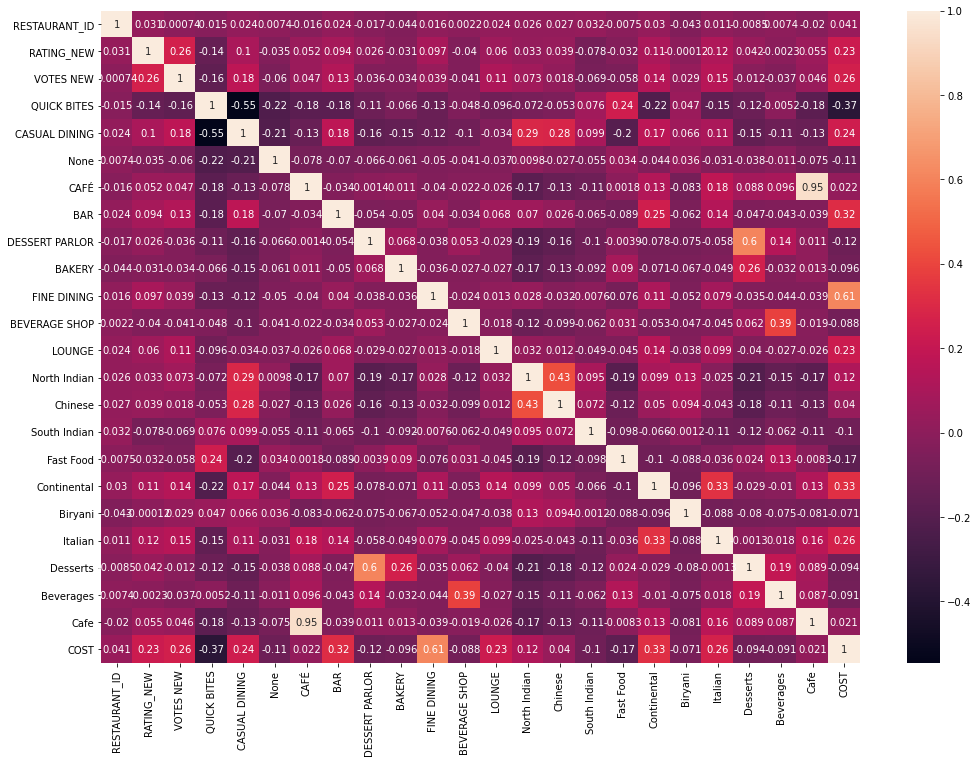 RESTAURANT_ID 1 0.031 0.00074 -0.015 0.024 0.0074 -0.016 0.024 -0.017 -0.044 0.016 0.0022 0.024 0.026 0.027 0.032 -0.0075 0.03 -0.043 0.011 -0.0085 0.0074 -0.02 0.041
RATING_NEW 0.031 1 0.26 -0.14 0.1 -0.035 0.052 0.094 0.026 -0.031 0.097 -0.04 0.06 0.033 0.039 -0.078 -0.032 0.11 -0.00012 0.12 0.042 -0.0023 0.055 0.23
VOTES NEW 0.00074 0.26 1 -0.16 0.18 -0.06 0.047 0.13 -0.036 -0.034 0.039 -0.041 0.11 0.073 0.018 -0.069 -0.058 0.14 0.029 0.15 -0.012 -0.037 0.046 0.26
QUICK BITES -0.015 -0.14 -0.16 1 -0.55 -0.22 -0.18 -0.18 -0.11 -0.066 -0.13 -0.048 -0.096 -0.072 -0.053 0.076 0.24 -0.22 0.047 -0.15 -0.12 -0.0052 -0.18 -0.37
CASUAL DINING 0.024 0.1 0.18 -0.55 1 -0.21 -0.13 0.18 -0.16 -0.15 -0.12 -0.1 -0.034 0.29 0.28 0.099 -0.2 0.17 0.066 0.11 -0.15 -0.11 -0.13 0.24
None 0.0074 -0.035 -0.06 -0.22 -0.21 1 -0.078 -0.07 -0.066 -0.061 -0.05 -0.041 -0.037 0.0098 -0.027 -0.055 0.034 -0.044 0.036 -0.031 -0.038 -0.011 -0.075 -0.11
CAFÉ -0.016 0.052 0.047 -0.18 -0.13 -0.078 1 -0.034 0.0014 0.011 -0.04 -0.022 -0.026 -0.17 -0.13 -0.11 0.0018 0.13 -0.083 0.18 0.088 0.096 0.95 0.022
BAR 0.024 0.094 0.13 -0.18 0.18 -0.07 -0.034 1 -0.054 -0.05 0.04 -0.034 0.068 0.07 0.026 -0.065 -0.089 0.25 -0.062 0.14 -0.047 -0.043 -0.039 0.32
DESSERT PARLOR -0.017 0.026 -0.036 -0.11 -0.16 -0.066 0.0014 -0.054 1 0.068 -0.038 0.053 -0.029 -0.19 -0.16 -0.1 -0.0039 -0.078 -0.075 -0.058 0.6 0.14 0.011 -0.12
BAKERY -0.044 -0.031 -0.034 -0.066 -0.15 -0.061 0.011 -0.05 0.068 1 -0.036 -0.027 -0.027 -0.17 -0.13 -0.092 0.09 -0.071 -0.067 -0.049 0.26 -0.032 0.013 -0.096
FINE DINING 0.016 0.097 0.039 -0.13 -0.12 -0.05 -0.04 0.04 -0.038 -0.036 1 -0.024 0.013 0.028 -0.032 -0.0076 -0.076 0.11 -0.052 0.079 -0.035 -0.044 -0.039 0.61
BEVERAGE SHOP 0.0022 -0.04 -0.041 -0.048 -0.1 -0.041 -0.022 -0.034 0.053 -0.027 -0.024 1 -0.018 -0.12 -0.099 -0.062 0.031 -0.053 -0.047 -0.045 0.062 0.39 -0.019 -0.088
LOUNGE 0.024 0.06 0.11 -0.096 -0.034 -0.037 -0.026 0.068 -0.029 -0.027 0.013 -0.018 1 0.032 0.012 -0.049 -0.045 0.14 -0.038 0.099 -0.04 -0.027 -0.026 0.23
North Indian 0.026 0.033 0.073 -0.072 0.29 0.0098 -0.17 0.07 -0.19 -0.17 0.028 -0.12 0.032 1 0.43 0.095 -0.19 0.099 0.13 -0.025 -0.21 -0.15 -0.17 0.12
Chinese 0.027 0.039 0.018 -0.053 0.28 -0.027 -0.13 0.026 -0.16 -0.13 -0.032 -0.099 0.012 0.43 1 0.072 -0.12 0.05 0.094 -0.043 -0.18 -0.11 -0.13 0.04
South Indian 0.032 -0.078 -0.069 0.076 0.099 -0.055 -0.11 -0.065 -0.1 -0.092 -0.0076 -0.062 -0.049 0.095 0.072 1 -0.098 -0.066 -0.0012 -0.11 -0.12 -0.062 -0.11 -0.1
Fast Food -0.0075 -0.032 -0.058 0.24 -0.2 0.034 0.0018 -0.089 -0.0039 0.09 -0.076 0.031 -0.045 -0.19 -0.12 -0.098 1 -0.1 -0.088 -0.036 0.024 0.13 -0.0083 -0.17
Continental 0.03 0.11 0.14 -0.22 0.17 -0.044 0.13 0.25 -0.078 -0.071 0.11 -0.053 0.14 0.099 0.05 -0.066 -0.1 1 -0.096 0.33 -0.029 -0.01 0.13 0.33
Biryani -0.043 -0.00012 0.029 0.047 0.066 0.036 -0.083 -0.062 -0.075 -0.067 -0.052 -0.047 -0.038 0.13 0.094 -0.0012 -0.088 -0.096 1 -0.088 -0.08 -0.075 -0.081 -0.071
Italian 0.011 0.12 0.15 -0.15 0.11 -0.031 0.18 0.14 -0.058 -0.049 0.079 -0.045 0.099 -0.025 -0.043 -0.11 -0.036 0.33 -0.088 1 -0.0013 -0.018 0.16 0.26
Desserts -0.0085 0.042 -0.012 -0.12 -0.15 -0.038 0.088 -0.047 0.6 0.26 -0.035 0.062 -0.04 -0.21 -0.18 -0.12 0.024 -0.029 -0.08 -0.0013 1 0.19 0.089 -0.094
Beverages 0.0074 -0.0023 -0.037 -0.0052 -0.11 -0.011 0.096 -0.043 0.14 -0.032 -0.044 0.39 -0.027 -0.15 -0.11 -0.062 0.13 -0.01 -0.075 -0.018 0.19 1 0.087 -0.091
Cafe -0.02 0.055 0.046 -0.18 -0.13 -0.075 0.95 -0.039 0.011 0.013 -0.039 -0.019 -0.026 -0.17 -0.13 -0.11 -0.0083 0.13 -0.081 0.16 0.089 0.087 1 0.021
COST 0.041 0.23 0.26 -0.37 0.24 -0.11 0.022 0.32 -0.12 -0.096 0.61 -0.088 0.23 0.12 0.04 -0.1 -0.17 0.33 -0.071 0.26 -0.094 -0.091 0.021 1
RESTAURANT_ID
RATING_NEW
VOTES NEW
QUICK BITES
CASUAL DINING
None
CAFÉ
BAR
DESSERT PARLOR
BAKERY
FINE DINING
BEVERAGE SHOP
LOUNGE
North Indian
Chinese
South Indian
Fast Food
Continental
Biryani
Italian
Desserts
Beverages
Cafe
COST
1.0
0.8
0.6
0.4
0.2
0.0
−0.2
−0.4